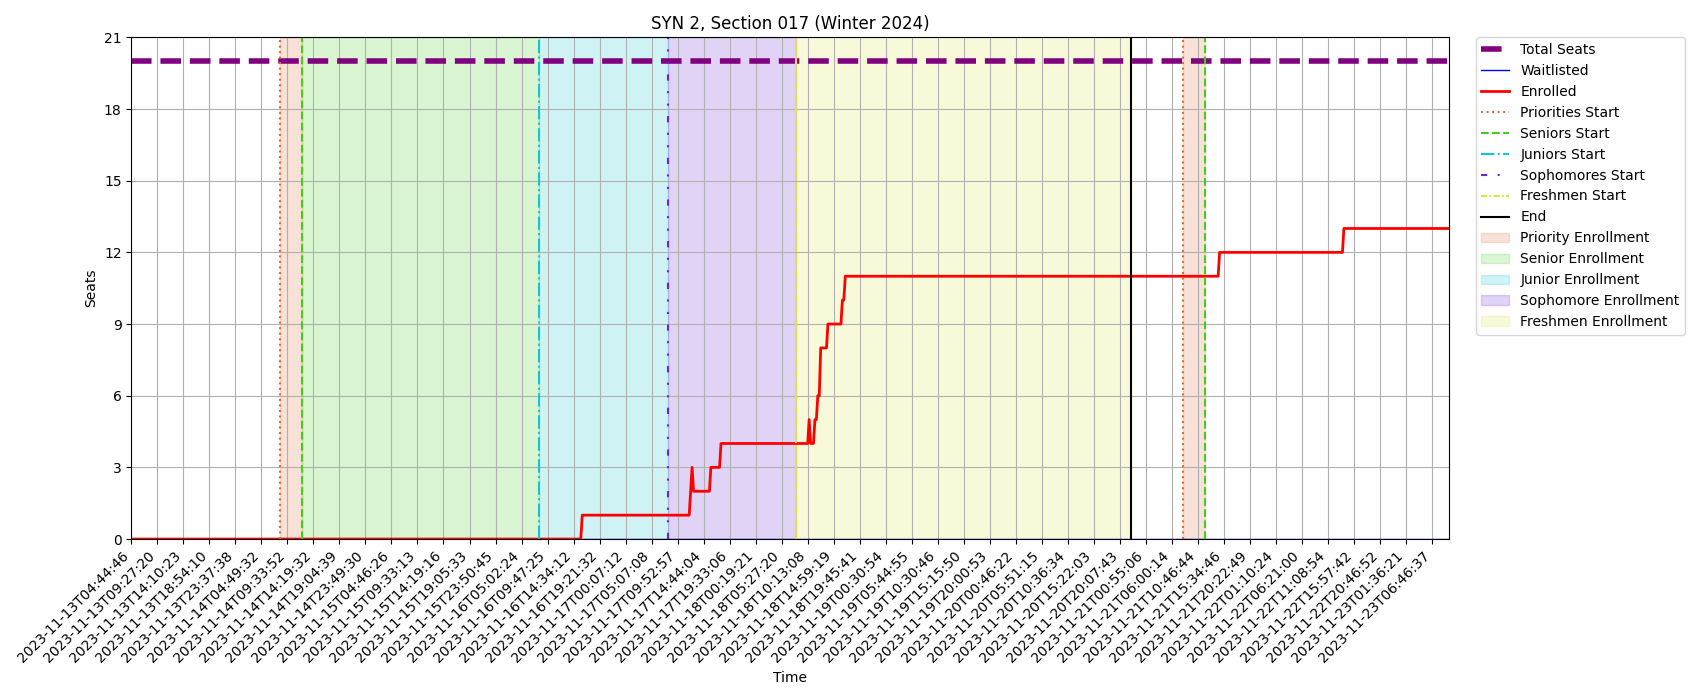 SYN 2, Section 017 (Winter 2024)
21
18
15
12
9
6
3
0
Seats
2023-11-13T04:44:46
2023-11-13T09:27:20
2023-11-13T14:10:23
2023-11-13T18:54:10
2023-11-13T23:37:38
2023-11-14T04:49:32
2023-11-14T09:33:52
2023-11-14T14:19:32
2023-11-14T19:04:39
2023-11-14T23:49:30
2023-11-15T04:46:26
2023-11-15T09:33:13
2023-11-15T14:19:16
2023-11-15T19:05:33
2023-11-15T23:50:45
2023-11-16T05:02:24
2023-11-16T09:47:25
2023-11-16T14:34:12
2023-11-16T19:21:32
2023-11-17T00:07:12
2023-11-17T05:07:08
2023-11-17T09:52:57
2023-11-17T14:44:04
2023-11-17T19:33:06
2023-11-18T00:19:21
2023-11-18T05:27:20
2023-11-18T10:13:08
2023-11-18T14:59:19
2023-11-18T19:45:41
2023-11-19T00:30:54
2023-11-19T05:44:55
2023-11-19T10:30:46
2023-11-19T15:15:50
2023-11-19T20:00:53
2023-11-20T00:46:22
2023-11-20T05:51:15
2023-11-20T10:36:34
2023-11-20T15:22:03
2023-11-20T20:07:43
2023-11-21T00:55:06
2023-11-21T06:00:14
2023-11-21T10:46:44
2023-11-21T15:34:46
2023-11-21T20:22:49
2023-11-22T01:10:24
2023-11-22T06:21:00
2023-11-22T11:08:54
2023-11-22T15:57:42
2023-11-22T20:46:52
2023-11-23T01:36:21
2023-11-23T06:46:37
Time
Total Seats
Waitlisted
Enrolled
Priorities Start
Seniors Start
Juniors Start
Sophomores Start
Freshmen Start
End
Priority Enrollment
Senior Enrollment
Junior Enrollment
Sophomore Enrollment
Freshmen Enrollment